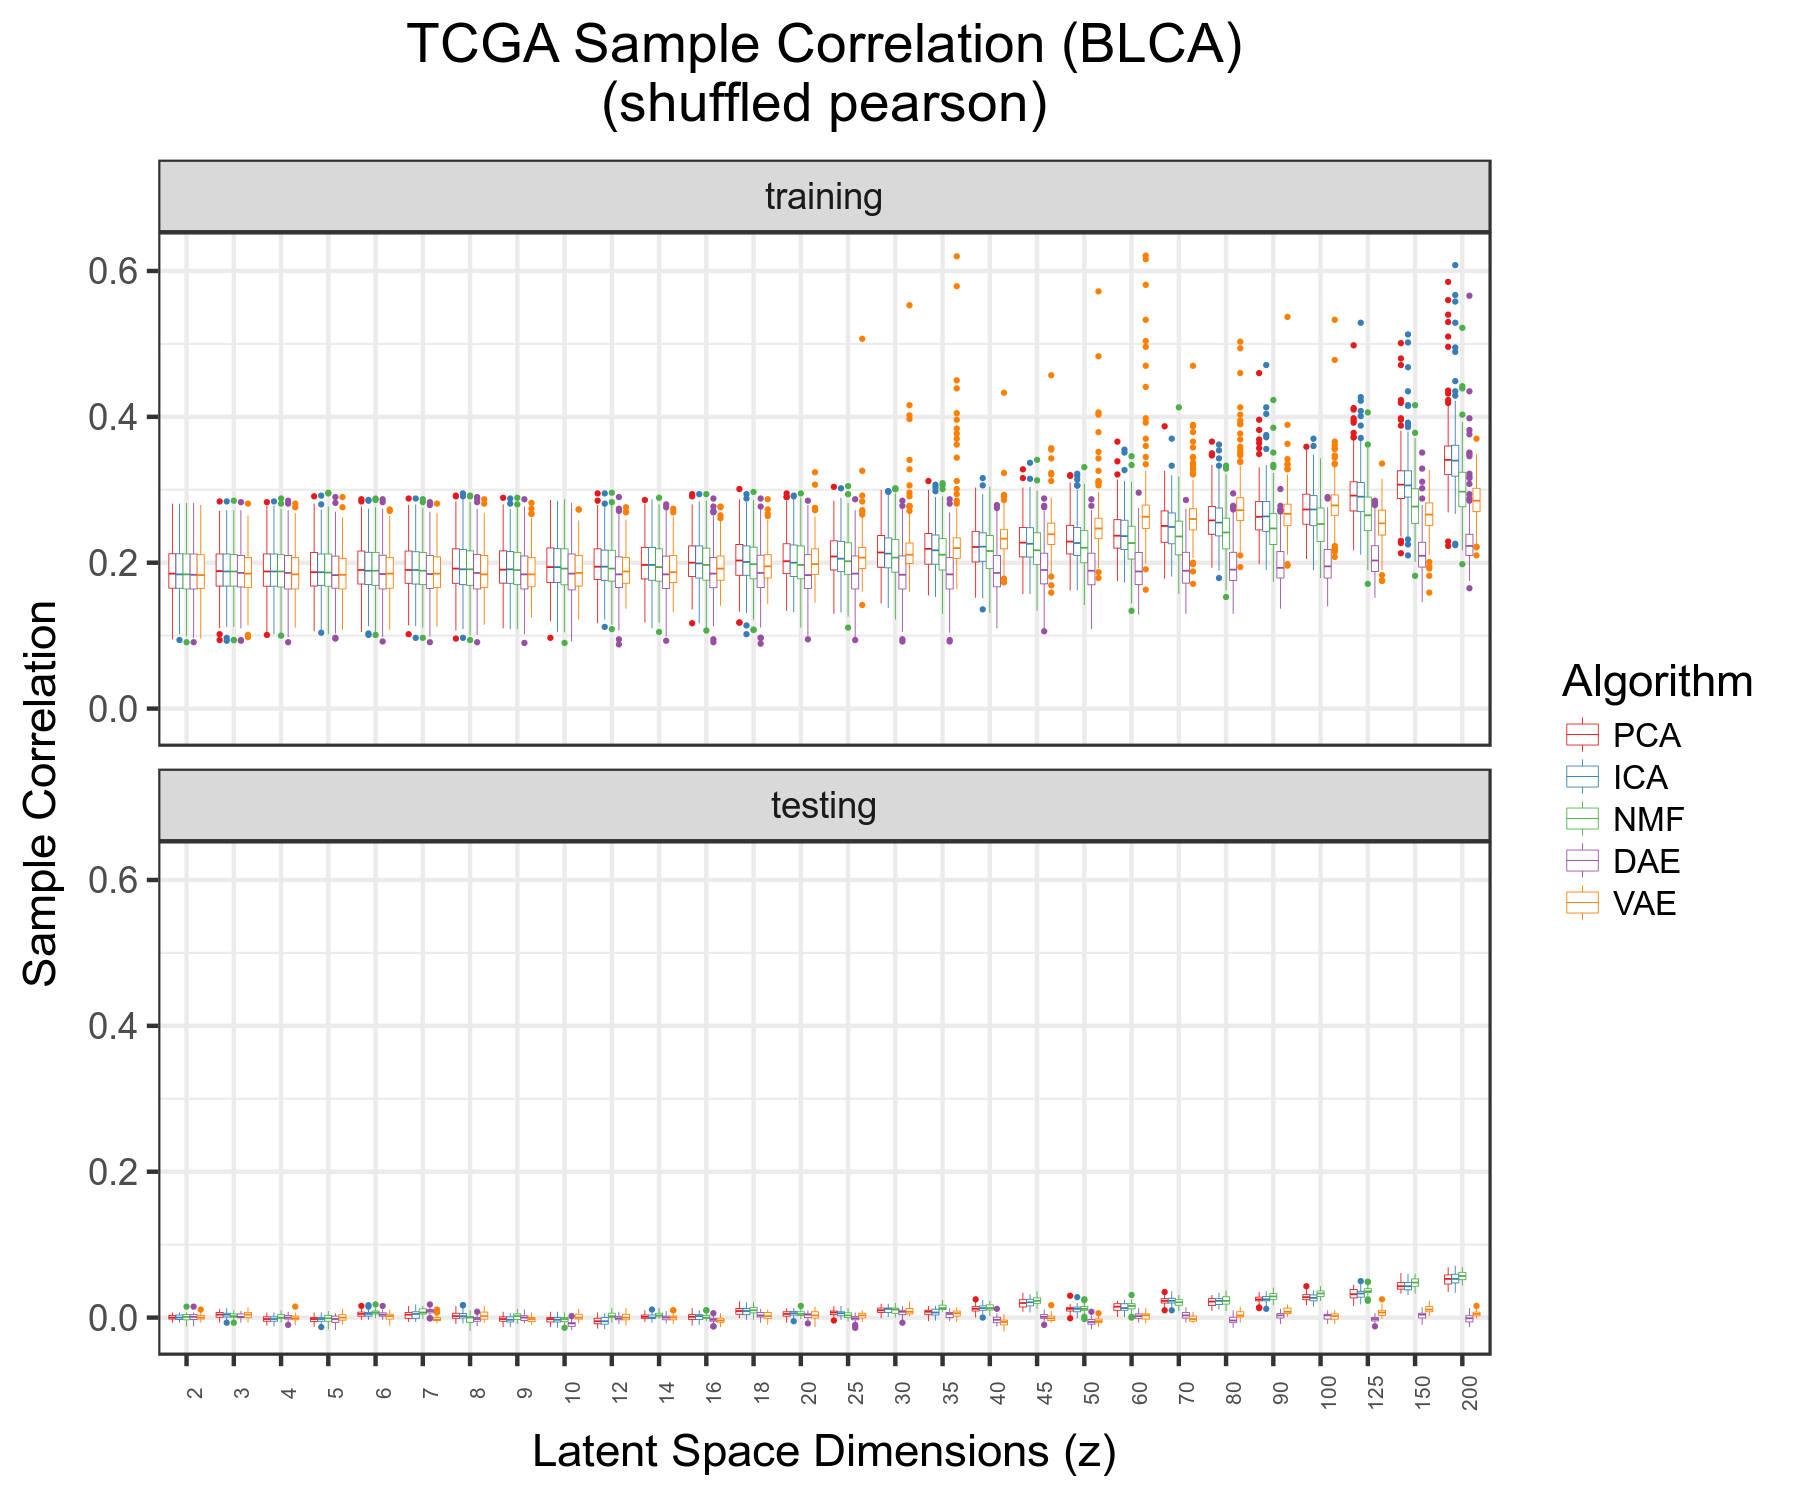 TCGA Sample Correlation (BLCA)
(shuffled pearson)
training
0.6
0.4
0.2
0.0
testing
0.6
0.4
0.2
0.0
Sample Correlation
2 3 4 5 6 7 8 9 10 12 14 16 18 20 25 30 35 40 45 50 60 70 80 90 100 125 150 200
Latent Space Dimensions (z)
Algorithm
PCA
ICA
NMF
DAE
VAE